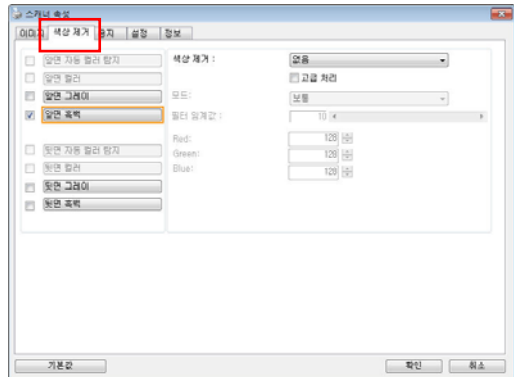 스캐너 속성
이미지 색상 제거 용지 설정 정보
앞면 자동 컬러 탐지
앞면 컬러
앞면 그레이
앞면 흑백
뒷면 자동 컬러 탐지
뒷면 컬러
뒷면 그레이
뒷면 흑백
색상 제거 : 없음
고급 처리
모드: 보통
필터 임계값 : 10
Red: 128
Green: 128
Blue: 128
기본값 확인 취소